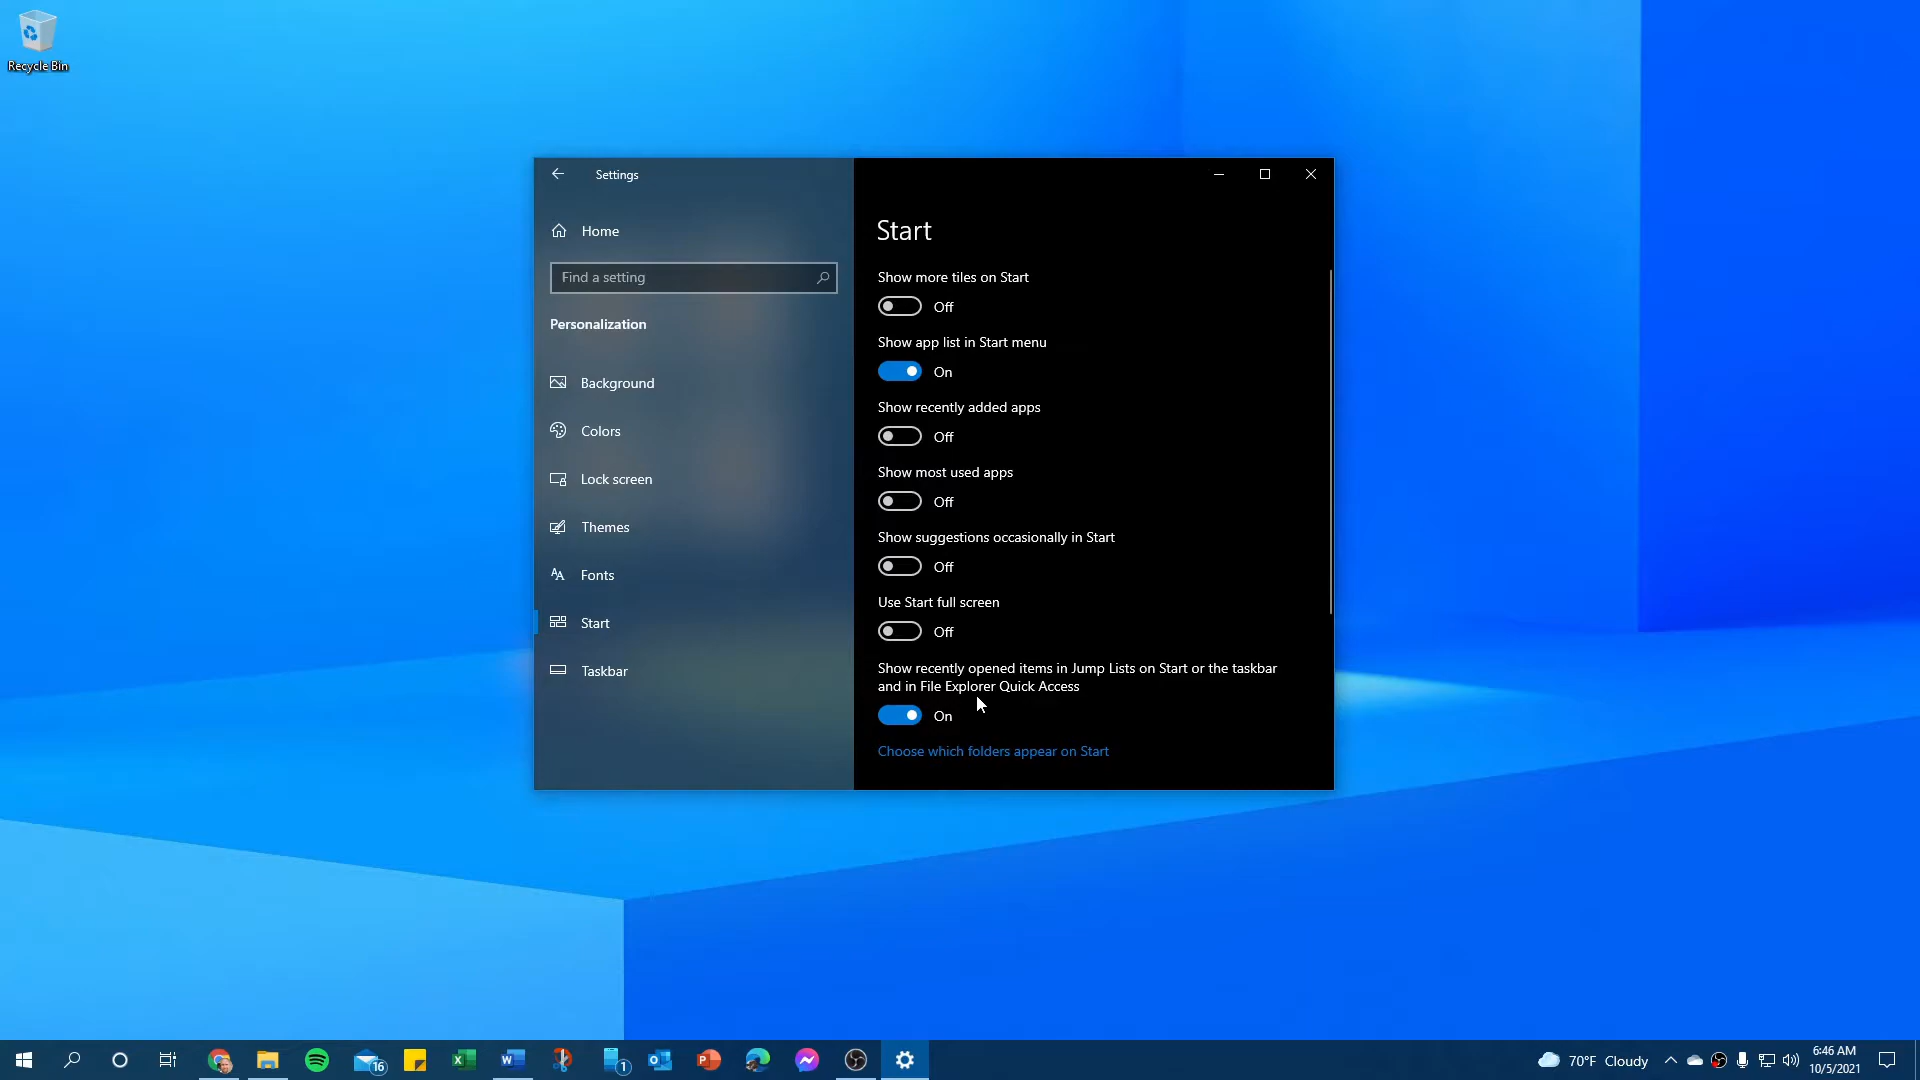 Recycle Bin
Settings
Home
Find a setting
Personalization
Background
Colors
Lock screen
Themes
Fonts
Start
Taskbar
Start
Show more tiles on Start
Off
Show app list in Start menu
On
Show recently added apps
Off
Show most used apps
Off
Show suggestions occasionally in Start
Off
Use Start full screen
Off
Show recently opened items in Jump Lists on Start or the taskbar
and in File Explorer Quick Access
On
Choose which folders appear on Start
16
1
70°F Cloudy
6:46 AM
10/5/2021